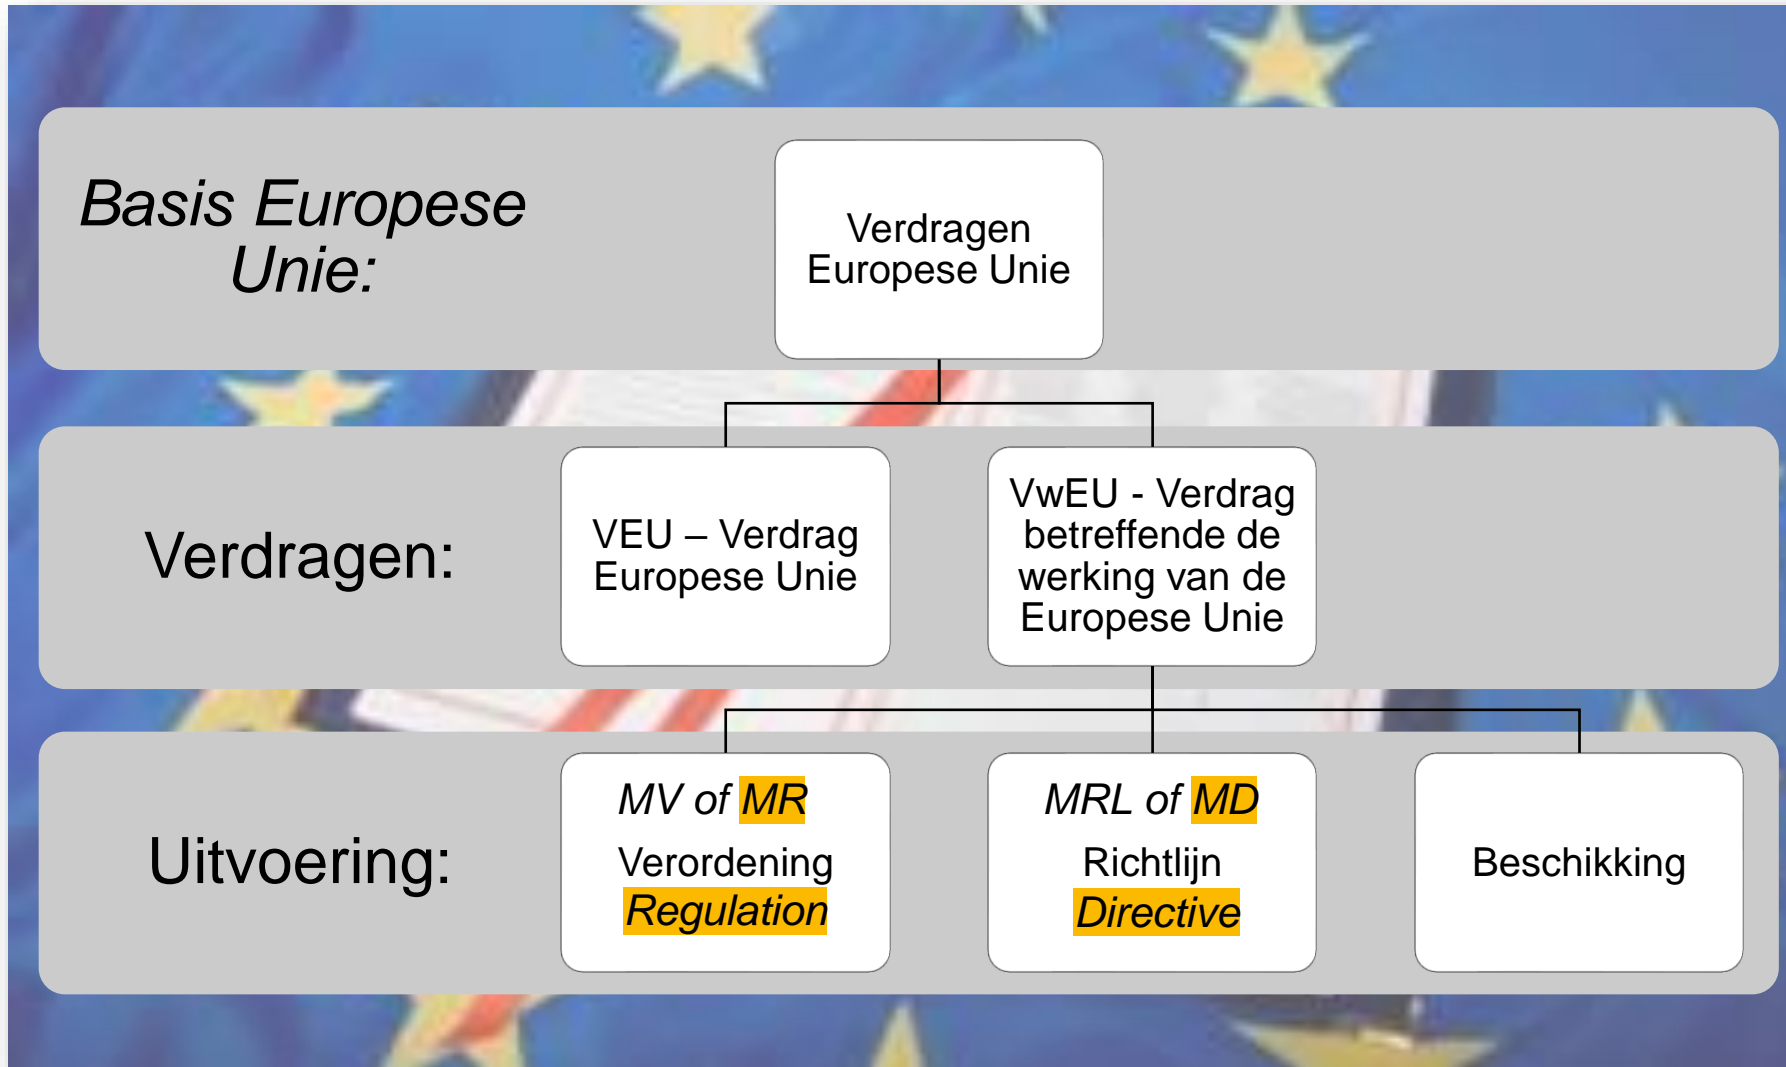 Basis Europese
Unie:
Verdragen
Europese Unie
Verdragen:
VEU – Verdrag
Europese Unie
VwEU - Verdrag
betreffende de
werking van de
Europese Unie
Uitvoering:
MV of MR
Verordening
Regulation
MRL of MD
Richtlijn
Directive
Beschikking